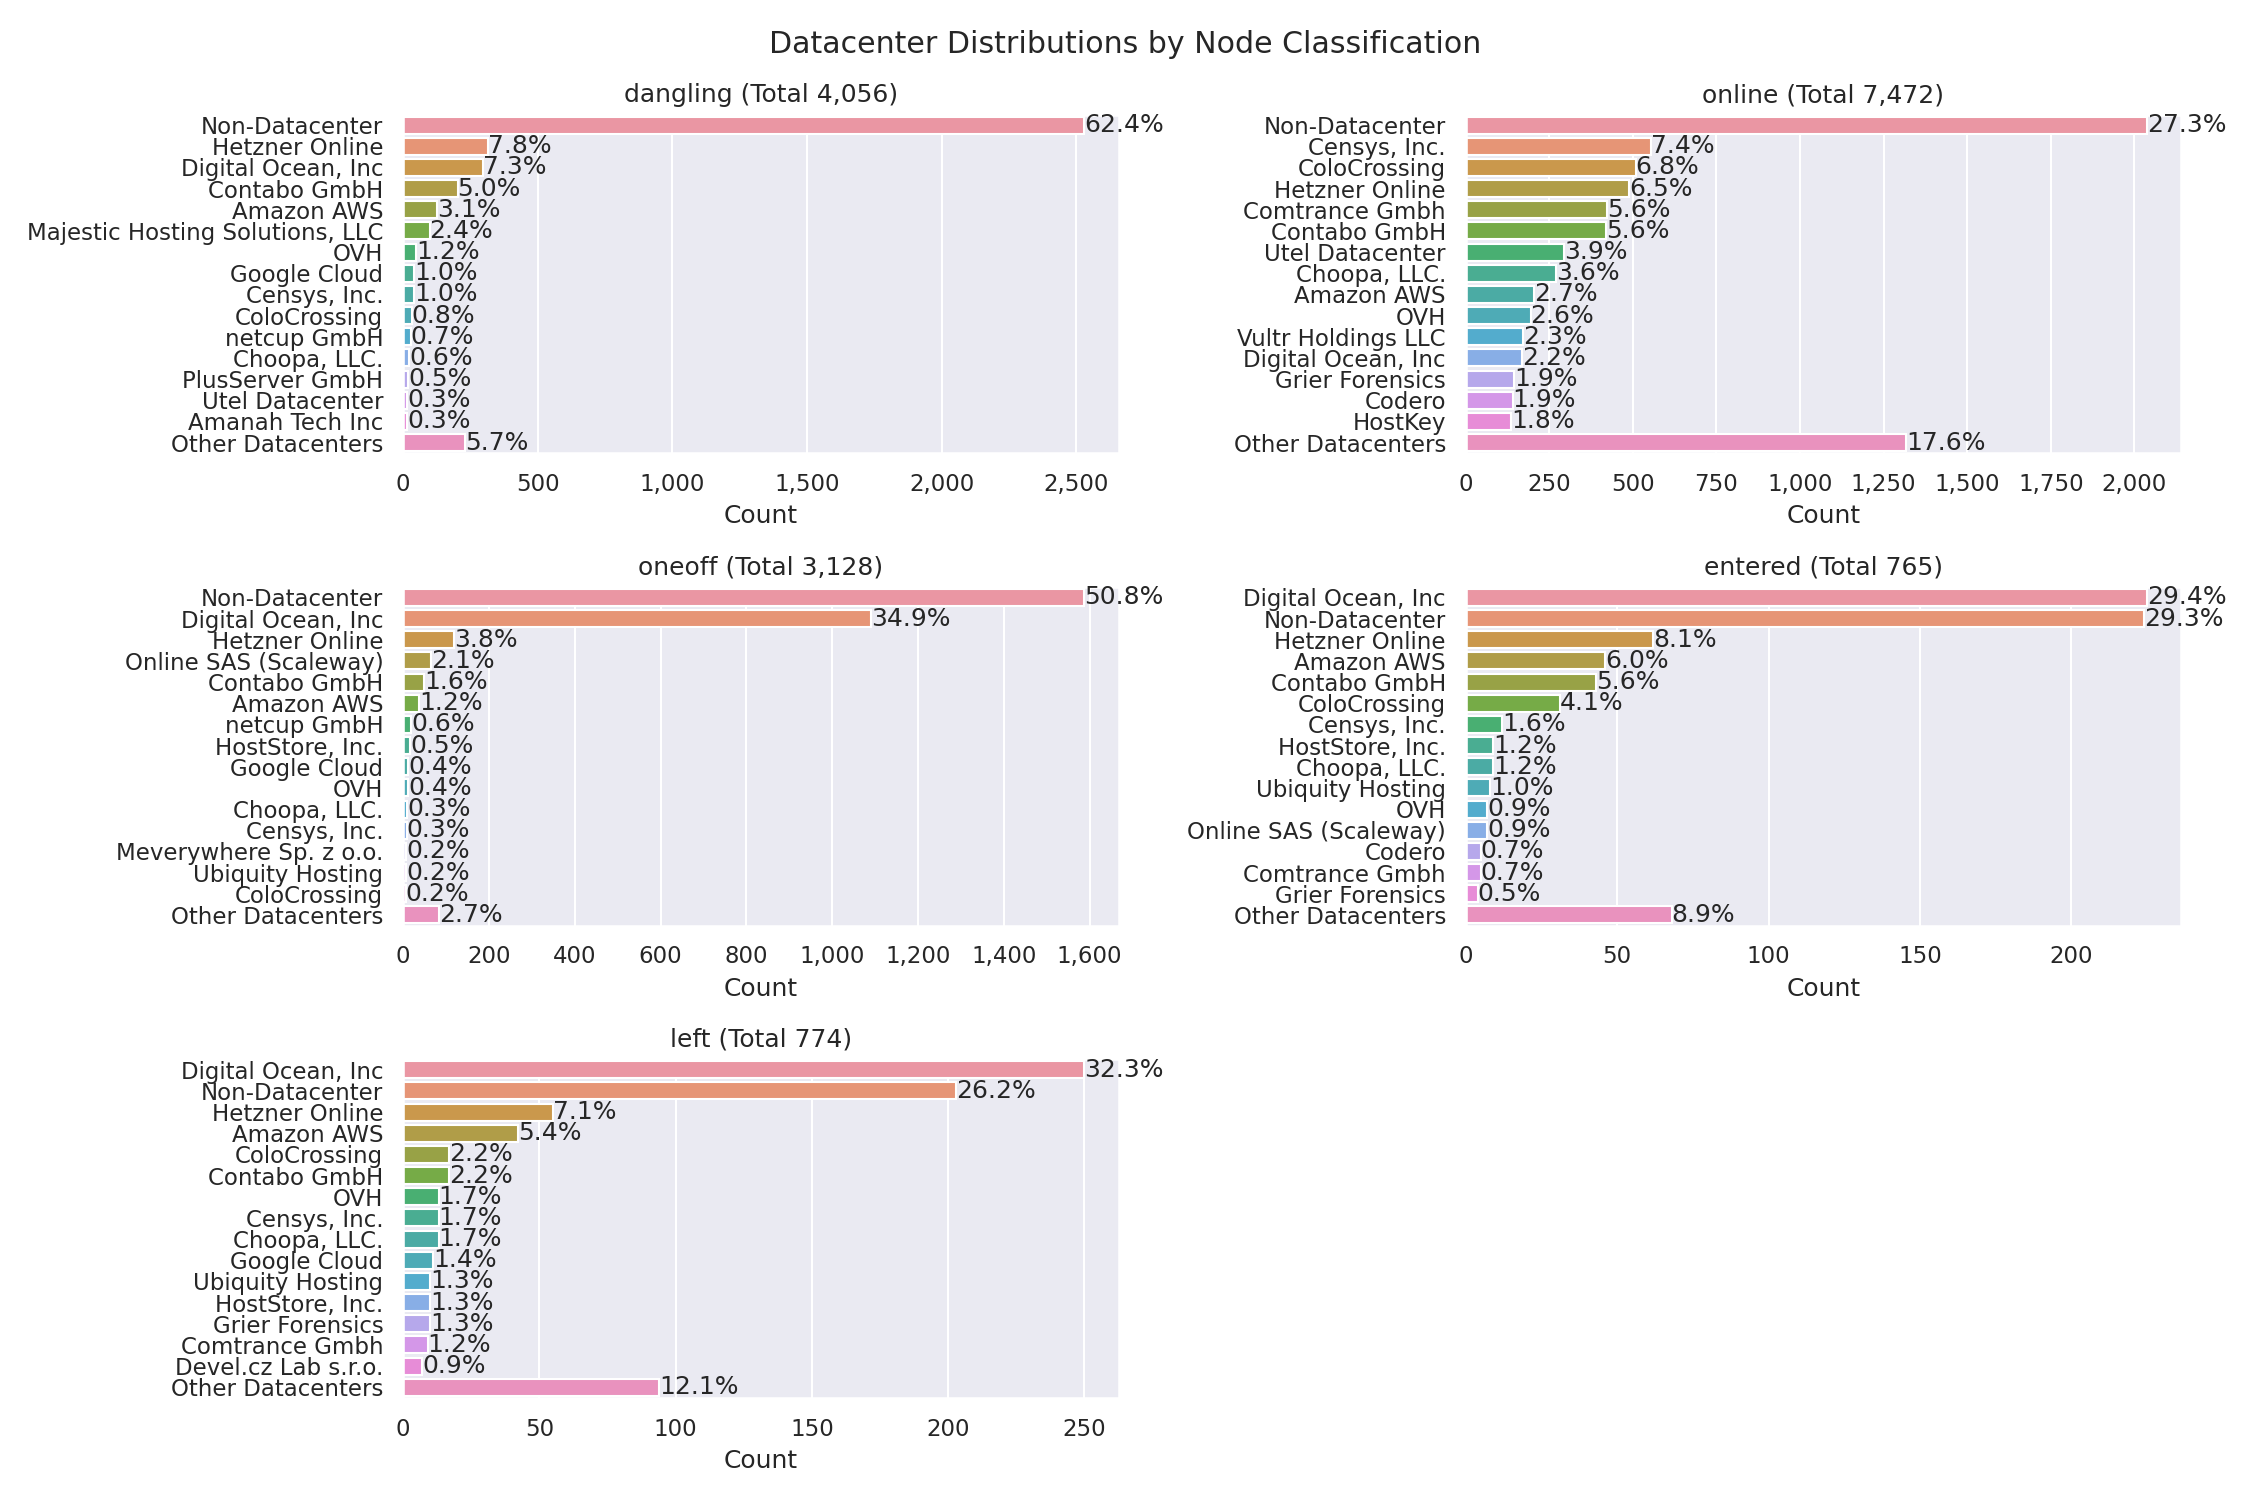 Datacenter Distributions by Node Classification
dangling (Total 4,056)
Non-Datacenter 62.4%
Hetzner Online 7.8%
Digital Ocean, Inc 7.3%
Contabo GmbH 5.0%
Amazon AWS 3.1%
Majestic Hosting Solutions, LLC 2.4%
OVH 1.2%
Google Cloud 1.0%
Censys, Inc. 1.0%
ColoCrossing 0.8%
netcup GmbH 0.7%
Choopa, LLC. 0.6%
PlusServer GmbH 0.5%
Utel Datacenter 0.3%
Amanah Tech Inc 0.3%
Other Datacenters 5.7%
0 500 1,000 1,500 2,000 2,500
Count
online (Total 7,472)
Non-Datacenter 27.3%
Censys, Inc. 7.4%
ColoCrossing 6.8%
Hetzner Online 6.5%
Comtrance Gmbh 5.6%
Contabo GmbH 5.6%
Utel Datacenter 3.9%
Choopa, LLC. 3.6%
Amazon AWS 2.7%
OVH 2.6%
Vultr Holdings LLC 2.3%
Digital Ocean, Inc 2.2%
Grier Forensics 1.9%
Codero 1.9%
HostKey 1.8%
Other Datacenters 17.6%
0 250 500 750 1,000 1,250 1,500 1,750 2,000
Count
oneoff (Total 3,128)
Non-Datacenter 50.8%
Digital Ocean, Inc 34.9%
Hetzner Online 3.8%
Online SAS (Scaleway) 2.1%
Contabo GmbH 1.6%
Amazon AWS 1.2%
netcup GmbH 0.6%
HostStore, Inc. 0.5%
Google Cloud 0.4%
OVH 0.4%
Choopa, LLC. 0.3%
Censys, Inc. 0.3%
Meverywhere Sp. z o.o. 0.2%
Ubiquity Hosting 0.2%
ColoCrossing 0.2%
Other Datacenters 2.7%
0 200 400 600 800 1,000 1,200 1,400 1,600
Count
entered (Total 765)
Digital Ocean, Inc 29.4%
Non-Datacenter 29.3%
Hetzner Online 8.1%
Amazon AWS 6.0%
Contabo GmbH 5.6%
ColoCrossing 4.1%
Censys, Inc. 1.6%
HostStore, Inc. 1.2%
Choopa, LLC. 1.2%
Ubiquity Hosting 1.0%
OVH 0.9%
Online SAS (Scaleway) 0.9%
Codero 0.7%
Comtrance Gmbh 0.7%
Grier Forensics 0.5%
Other Datacenters 8.9%
0 50 100 150 200
Count
left (Total 774)
Digital Ocean, Inc 32.3%
Non-Datacenter 26.2%
Hetzner Online 7.1%
Amazon AWS 5.4%
ColoCrossing 2.2%
Contabo GmbH 2.2%
OVH 1.7%
Censys, Inc. 1.7%
Choopa, LLC. 1.7%
Google Cloud 1.4%
Ubiquity Hosting 1.3%
HostStore, Inc. 1.3%
Grier Forensics 1.3%
Comtrance Gmbh 1.2%
Devel.cz Lab s.r.o. 0.9%
Other Datacenters 12.1%
0 50 100 150 200 250
Count